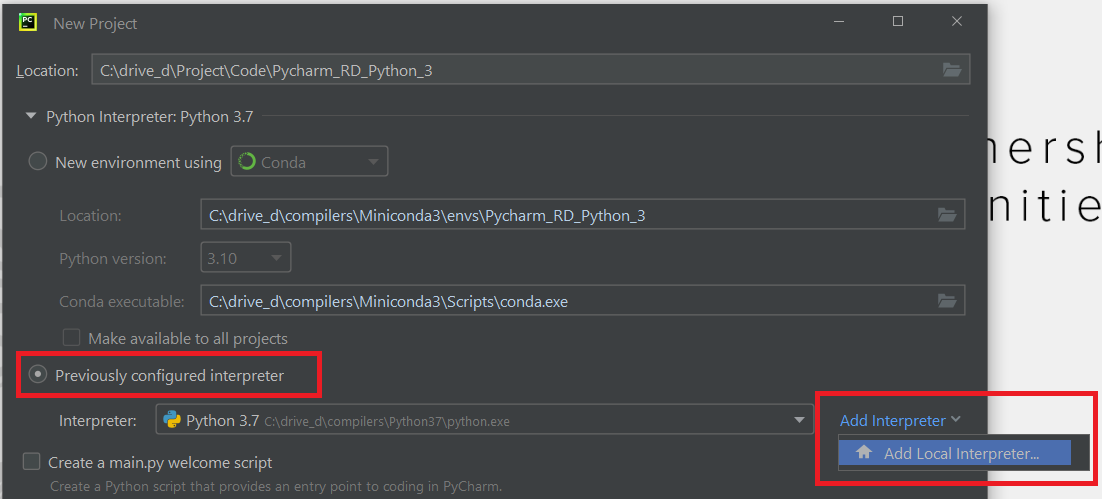 PC
New Project
Location: C:\drive_d\Project\Code\Pycharm_RD_Python_3
Python Interpreter: Python 3.7
New environment using Conda
Location: C:\drive_d\compilers\Miniconda3\envs\Pycharm_RD_Python_3
Python version: 3.10
Conda executable: C:\drive_d\compilers\Miniconda3\Scripts\conda.exe
Make available to all projects
Previously configured interpreter
Interpreter: Python 3.7 C:\drive_d\compilers\Python37\python.exe
Add Interpreter
Add Local Interpreter...
Create a main.py welcome script
Create a Python script that provides an entry point to coding in PyCharm.